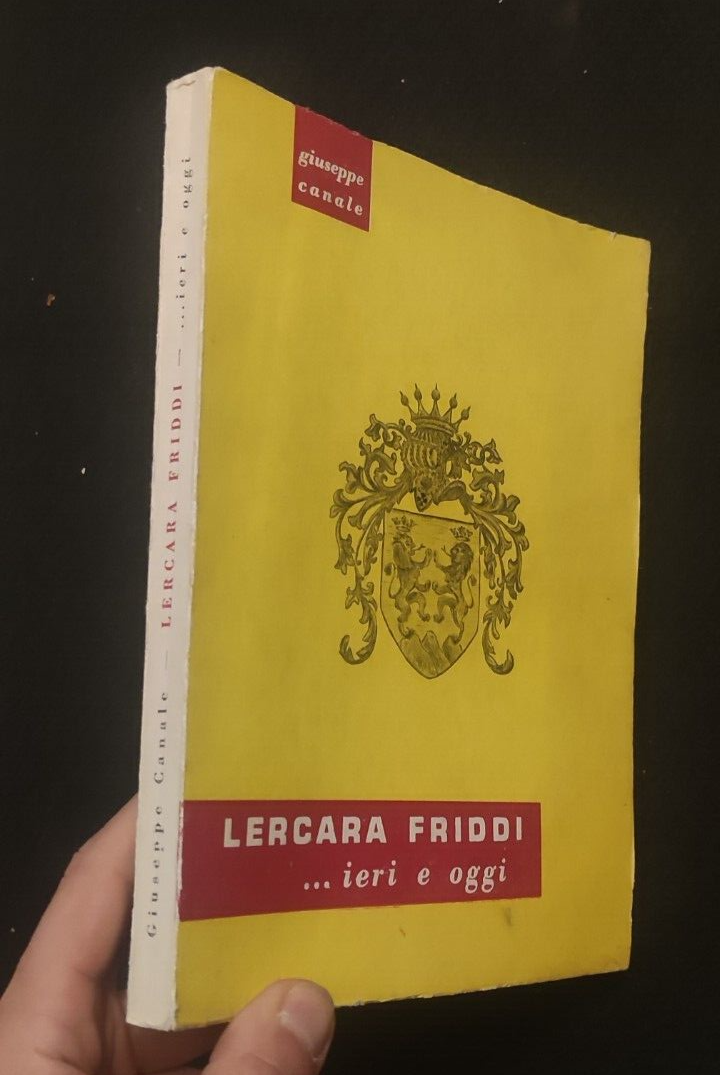 giuseppe
canale
LERCARA FRIDDI
... ieri e oggi
Giuseppe Canale — LERCARA FRIDDI — ...ieri e oggi